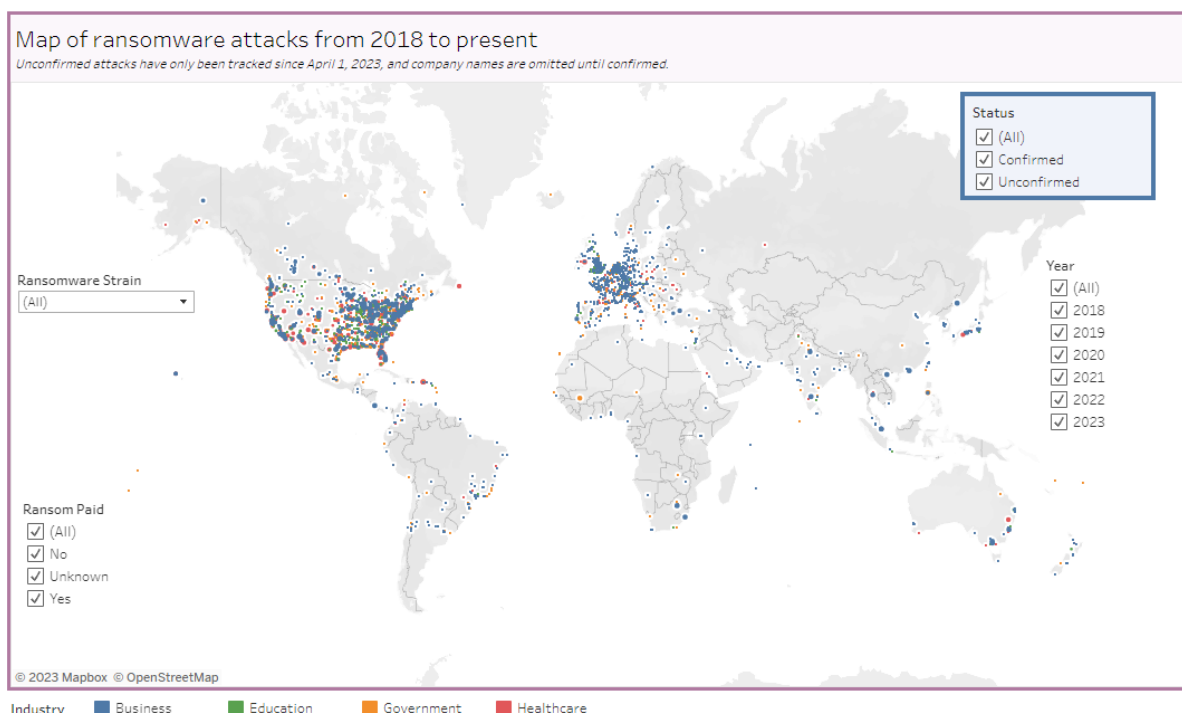 Map of ransomware attacks from 2018 to present
Unconfirmed attacks have only been tracked since April 1, 2023, and company names are omitted until confirmed.
Status
(All)
Confirmed
Unconfirmed
Ransomware Strain
(All)
Year
(All)
2018
2019
2020
2021
2022
2023
Ransom Paid
(All)
No
Unknown
Yes
© 2023 Mapbox © OpenStreetMap
Industry Business Education Government Healthcare